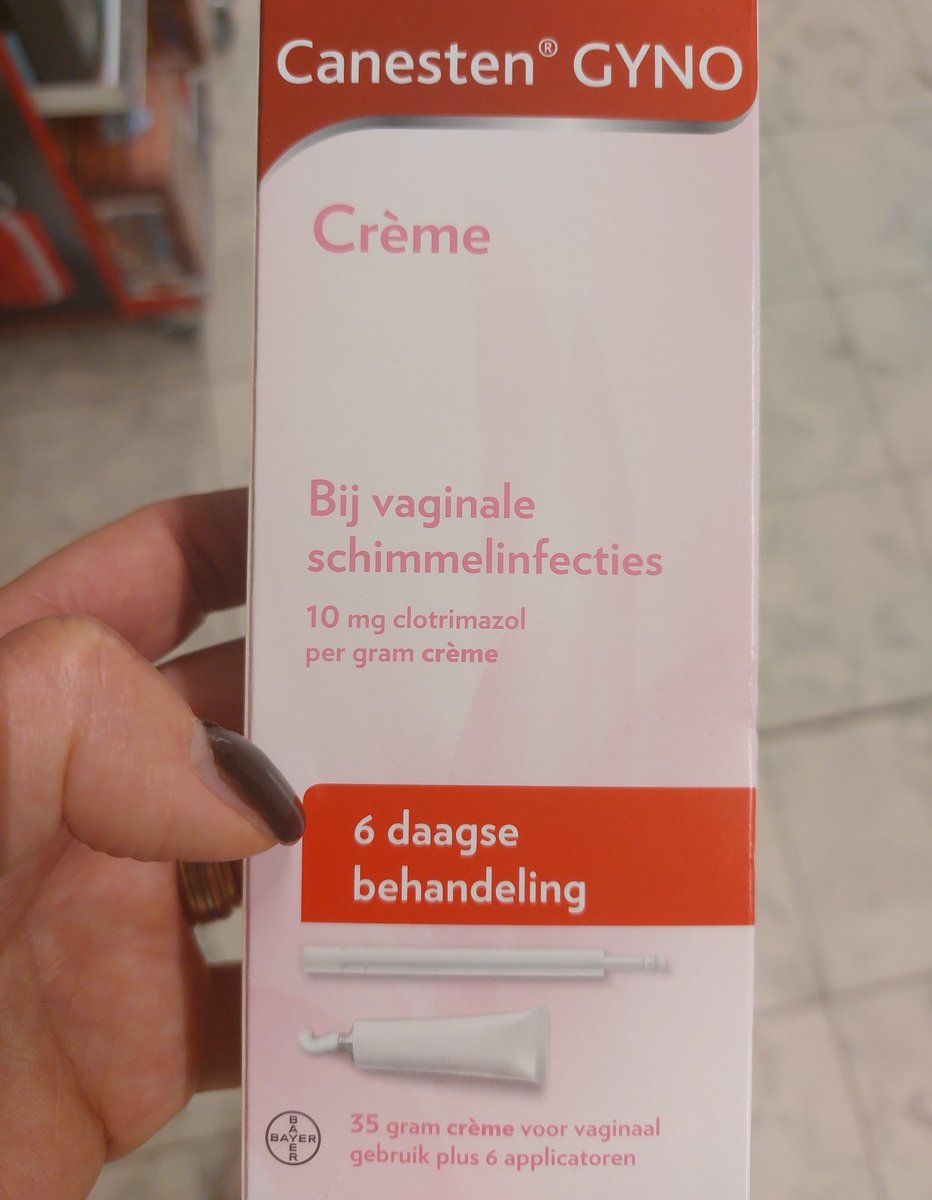 Canesten® GYNO
Crème
Bij vaginale
schimmelinfecties
10 mg clotrimazol
per gram crème
6 daagse
behandeling
BAYER
BAYER
35 gram crème voor vaginaal
gebruik plus 6 applicatoren